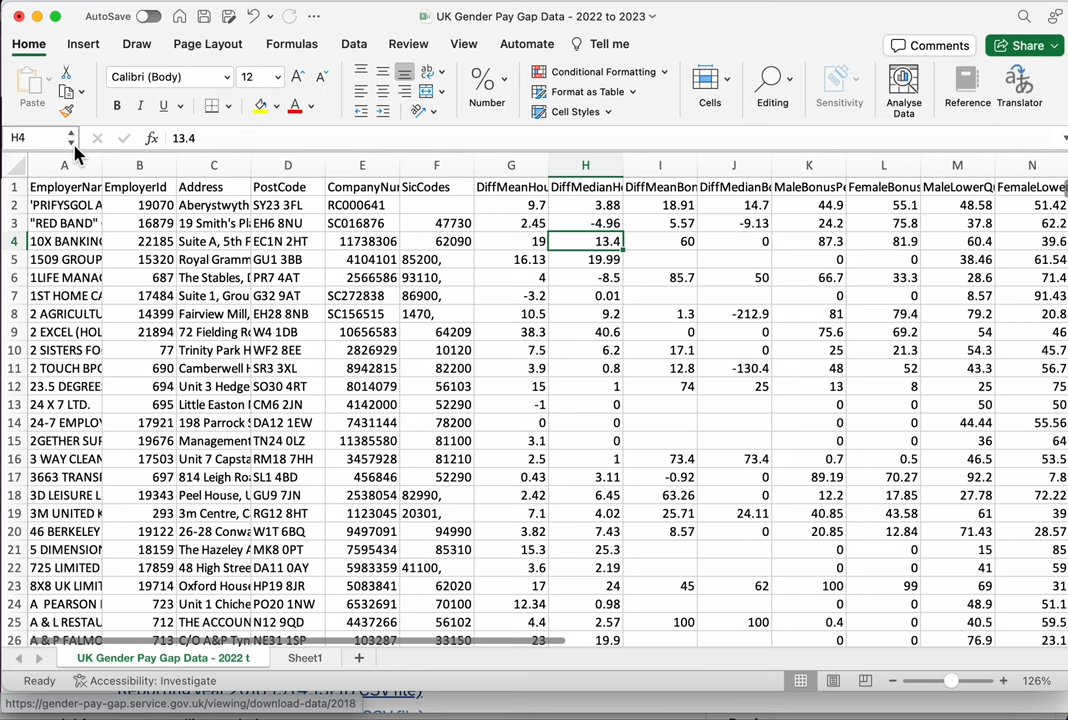 AutoSave UK Gender Pay Gap Data - 2022 to 2023
Home Insert Draw Page Layout Formulas Data Review View Automate Tell me Comments Share
Paste Calibri (Body) 12 B I U A Number Conditional Formatting Format as Table Cell Styles Cells Editing Sensitivity Analyse Data Reference Translator
H4 fx 13.4
A B C D E F G H I J K L M N
1 EmployerNar EmployerId Address PostCode CompanyNur SicCodes DiffMeanHou DiffMedianHo DiffMeanBon DiffMedianBo MaleBonusPe FemaleBonus MaleLowerQu FemaleLower
2 'PRIFYSGOL A 19070 Aberystwyth SY23 3FL RC000641 9.7 3.88 18.91 14.7 44.9 55.1 48.58 51.42
3 "RED BAND" 16879 19 Smith's Pl EH6 8NU SC016876 47730 2.45 -4.96 5.57 -9.13 24.2 75.8 37.8 62.2
4 10X BANKING 22185 Suite A, 5th F EC1N 2HT 11738306 62090 19 13.4 60 0 87.3 81.9 60.4 39.6
5 1509 GROUP 15320 Royal Gramm GU1 3BB 4104101 85200, 16.13 19.99 0 0 38.46 61.54
6 1LIFE MANA 687 The Stables, PR7 4AT 2566586 93110, 4 -8.5 85.7 50 66.7 33.3 28.6 71.4
7 1ST HOME CA 17484 Suite 1, Grou G32 9AT SC272838 86900, -3.2 0.01 0 0 8.57 91.43
8 2 AGRICULTU 14399 Fairview Mill, EH28 8NB SC156515 1470, 10.5 9.2 1.3 -212.9 81 79.4 79.2 20.8
9 2 EXCEL (HOL 21894 72 Fielding Ro W4 1DB 10656583 64209 38.3 40.6 0 0 75.6 69.2 54 46
10 2 SISTERS FO 77 Trinity Park H WF2 8EE 2826929 10120 7.5 6.2 17.1 0 25 21.3 54.3 45.7
11 2 TOUCH BPO 690 Camberwell H SR3 3XL 8942815 82200 3.9 0.8 12.8 -130.4 48 52 43.3 56.7
12 23.5 DEGREE 694 Unit 3 Hedge SO30 4RT 8014079 56103 15 1 74 25 13 8 25 75
13 24 X 7 LTD. 695 Little Easton CM6 2JN 4142000 52290 -1 0 0 0 50 50
14 24-7 EMPLO 17921 198 Parrock S DA12 1EW 7431144 78200 0 0 0 0 44.44 55.56
15 2GETHER SUP 19676 Management TN24 0LZ 11385580 81100 3.1 0 0 0 36 64
16 3 WAY CLEAN 17503 Unit 7 Capsta RM18 7HH 3457928 81210 2.5 1 73.4 73.4 0.7 0.5 46.5 53.5
17 3663 TRANSI 697 814 Leigh Roa SL1 4BD 456846 52290 0.43 3.11 -0.92 0 89.19 70.27 92.2 7.8
18 3D LEISURE L 19343 Peel House, U GU9 7JN 2538054 82990, 2.42 6.45 63.26 0 12.2 17.85 27.78 72.22
19 3M UNITED K 293 3m Centre, C RG12 8HT 1123045 20301, 7.1 4.02 25.71 24.11 40.85 43.58 61 39
20 46 BERKELEY 19122 26-28 Conwa W1T 6BQ 9497091 94990 3.82 7.43 8.57 0 20.85 12.84 71.43 28.57
21 5 DIMENSION 18159 The Hazeley A MK8 0PT 7595434 85310 15.3 25.3 0 0 15 85
22 725 LIMITED 17859 48 High Stree DA11 0AY 5983359 41100, 3.6 2.19 0 0 41 59
23 8X8 UK LIMIT 19714 Oxford House HP19 8JR 5083841 62020 17 24 45 62 100 99 69 31
24 A PEARSON 723 Unit 1 Chiche PO20 1NW 6532691 70100 12.34 0.98 0 0 48.9 51.1
25 A & L RESTAU 712 THE ACCOUN N12 9QD 4437266 56102 4.4 2.57 100 100 0.4 0 40.5 59.5
26 A & P FALMO 713 C/O A&P Tyn NE31 1SP 103287 33150 23 19.9 0 0 76.9 23.1
UK Gender Pay Gap Data - 2022 t Sheet1
Ready Accessibility: Investigate 126%
https://gender-pay-gap.service.gov.uk/viewing/download-data/2018